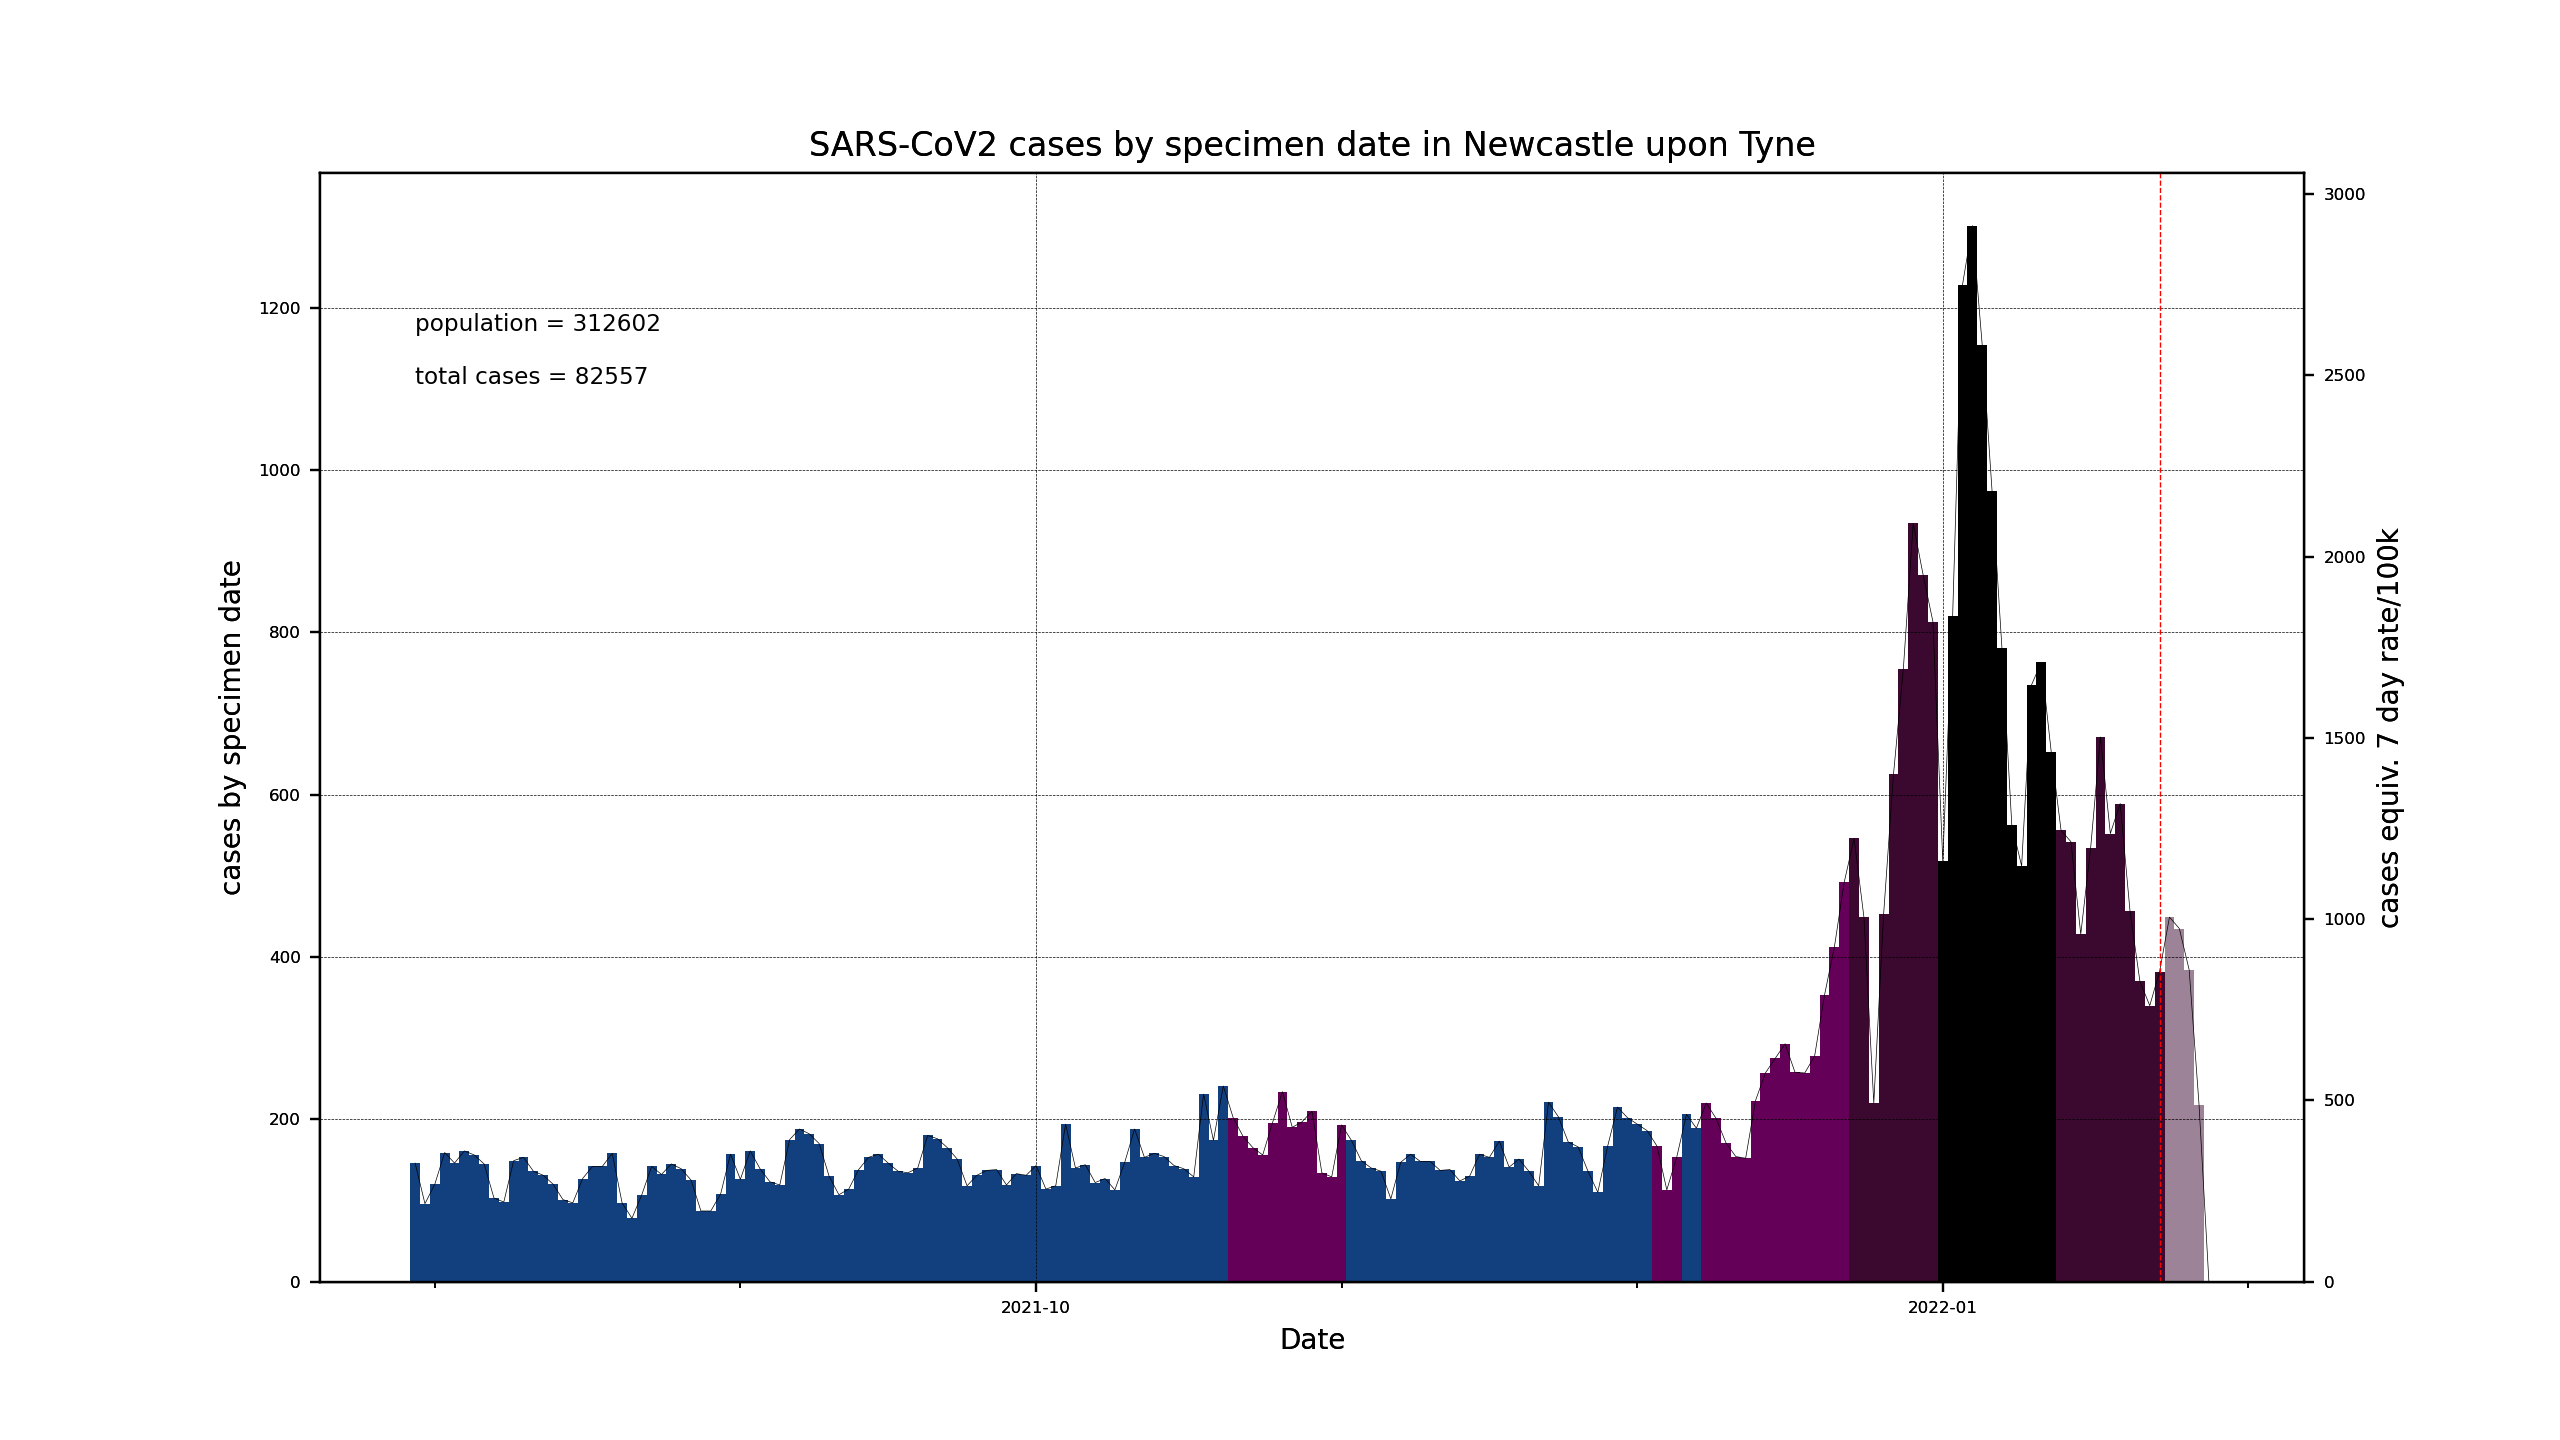 SARS-CoV2 cases by specimen date in Newcastle upon Tyne
population = 312602
total cases = 82557
cases by specimen date
1200
1000
800
600
400
200
0
3000
2500
2000
1500
1000
500
0
cases equiv. 7 day rate/100k
2021-10
2022-01
Date